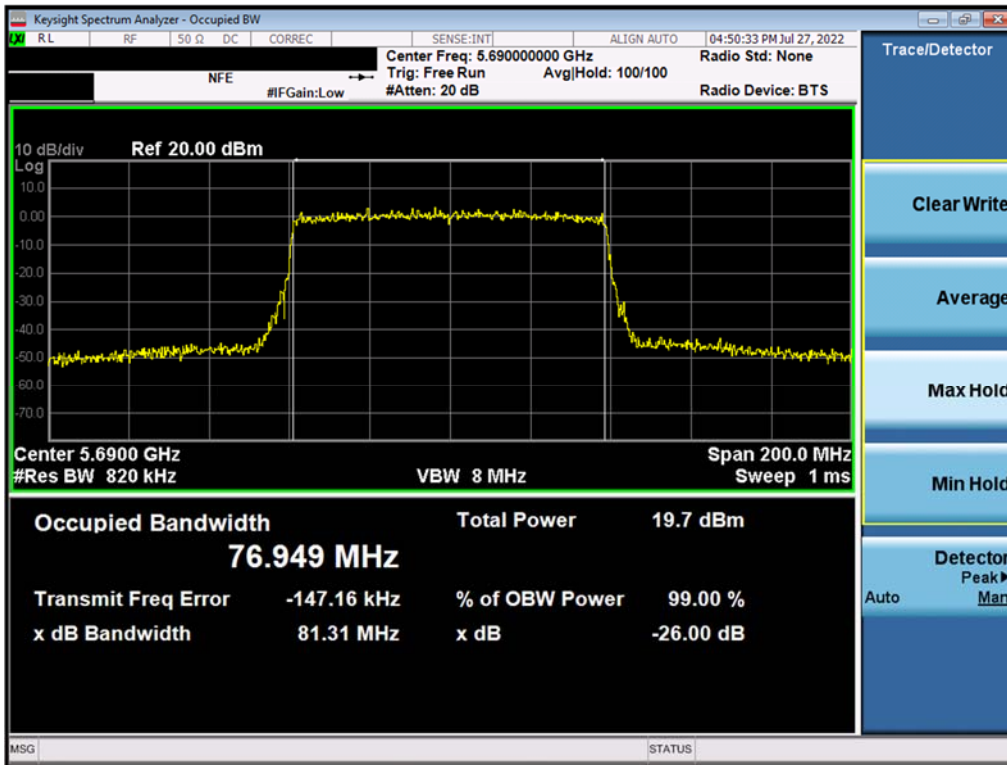 Keysight Spectrum Analyzer - Occupied BW
LXI RL RF 50 Ω DC CORREC SENSE:INT ALIGN AUTO 04:50:33 PM Jul 27, 2022
Center Freq: 5.690000000 GHz Radio Std: None
NFE Trig: Free Run Avg|Hold: 100/100
#IFGain:Low #Atten: 20 dB Radio Device: BTS
Trace/Detector
10 dB/div Ref 20.00 dBm
Log
10.0
0.00
-10.0
-20.0
-30.0
-40.0
-50.0
-60.0
-70.0
Center 5.6900 GHz Span 200.0 MHz
#Res BW 820 kHz VBW 8 MHz Sweep 1 ms
Occupied Bandwidth Total Power 19.7 dBm
76.949 MHz
Transmit Freq Error -147.16 kHz % of OBW Power 99.00 %
x dB Bandwidth 81.31 MHz x dB -26.00 dB
Clear Write
Average
Max Hold
Min Hold
Detector
Peak▶
Auto Man
MSG STATUS